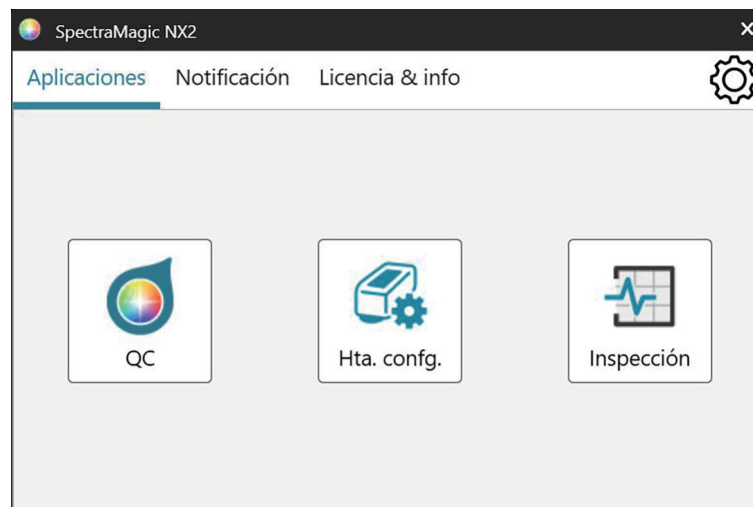 SpectraMagic NX2
Aplicaciones Notificación Licencia & info
QC Hta. confg. Inspección